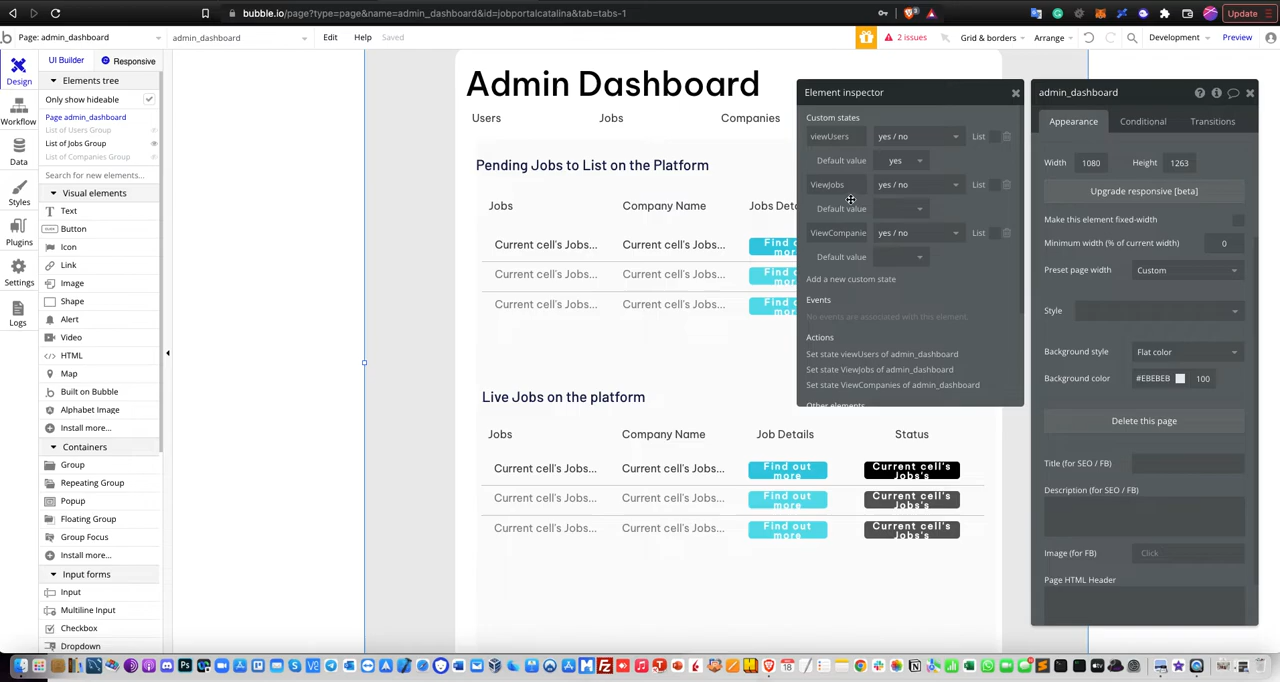 bubble.io/page?type=page&name=admin_dashboard&id=jobportalcatalina&tab=tabs-1
Update
Page: admin_dashboard
admin_dashboard
Edit
Help
Saved
2 issues
Grid & borders
Arrange
Development
Preview
UI Builder
Responsive
Design
Workflow
Data
Styles
Plugins
Settings
Logs
Elements tree
Only show hideable
Page admin_dashboard
List of Users Group
List of Jobs Group
List of Companies Group
Search for new elements...
Visual elements
Text
Button
Icon
Link
Image
Shape
Alert
Video
HTML
Map
Built on Bubble
Alphabet Image
Install more...
Containers
Group
Repeating Group
Popup
Floating Group
Group Focus
Install more...
Input forms
Input
Multiline Input
Checkbox
Dropdown
Admin Dashboard
Users Jobs Companies
Pending Jobs to List on the Platform
Jobs Company Name Jobs Deta
Current cell's Jobs... Current cell's Jobs... Find o
mor
Current cell's Jobs... Current cell's Jobs... Find o
mor
Current cell's Jobs... Current cell's Jobs... Find o
mor
Live Jobs on the platform
Jobs Company Name Job Details Status
Current cell's Jobs... Current cell's Jobs... Find out more Current cell's Jobs's
Current cell's Jobs... Current cell's Jobs... Find out more Current cell's Jobs's
Current cell's Jobs... Current cell's Jobs... Find out more Current cell's Jobs's
Element inspector
Custom states
viewUsers yes / no List
Default value yes
ViewJobs yes / no List
Default value
ViewCompanie yes / no List
Default value
Add a new custom state
Events
No events are associated with this element.
Actions
Set state viewUsers of admin_dashboard
Set state ViewJobs of admin_dashboard
Set state ViewCompanies of admin_dashboard
Other elements
admin_dashboard
Appearance Conditional Transitions
Width 1080 Height 1263
Upgrade responsive [beta]
Make this element fixed-width
Minimum width (% of current width) 0
Preset page width Custom
Style
Background style Flat color
Background color #EBEBEB 100
Delete this page
Title (for SEO / FB)
Description (for SEO / FB)
Image (for FB) Click
Page HTML Header